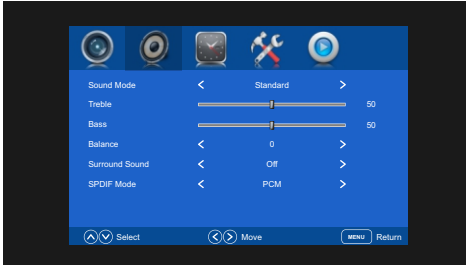 Sound Mode < Standard >
Treble 50
Bass 50
Balance < 0 >
Surround Sound < Off >
SPDIF Mode < PCM >
Select Move MENU Return